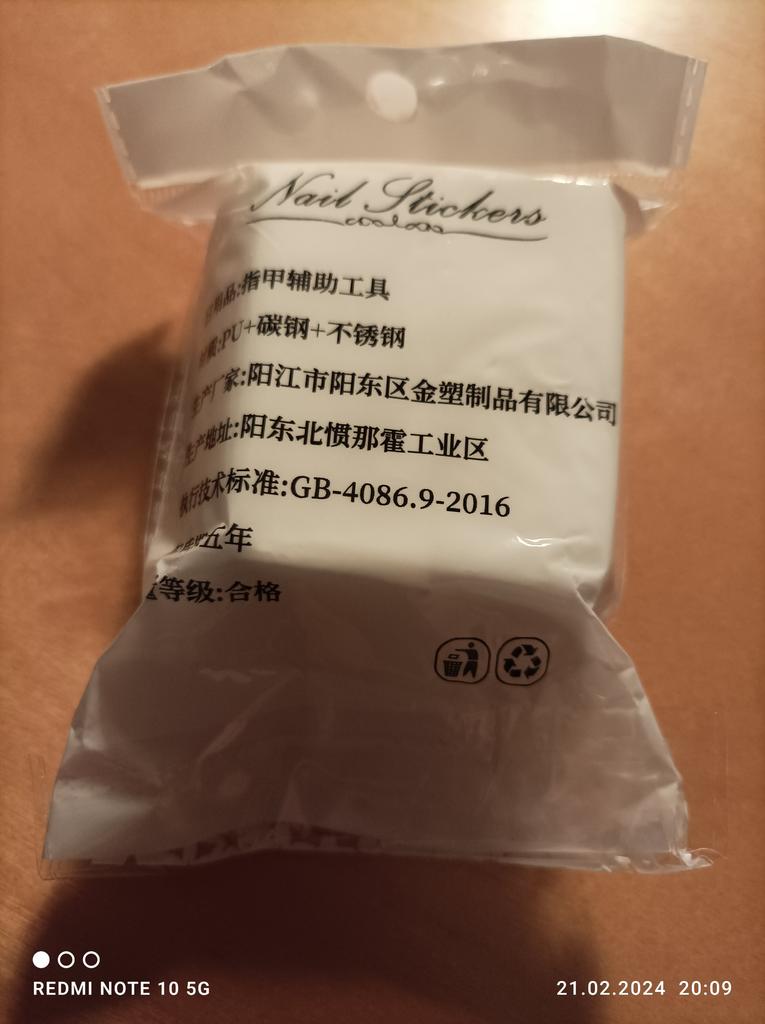 Nail Stickers
用品:指甲辅助工具
材质:PU+碳钢+不锈钢
生产厂家:阳江市阳东区金塑制品有限公司
生产地址:阳东北惯那霍工业区
执行技术标准:GB-4086.9-2016
五年
等级:合格
REDMI NOTE 10 5G
21.02.2024 20:09